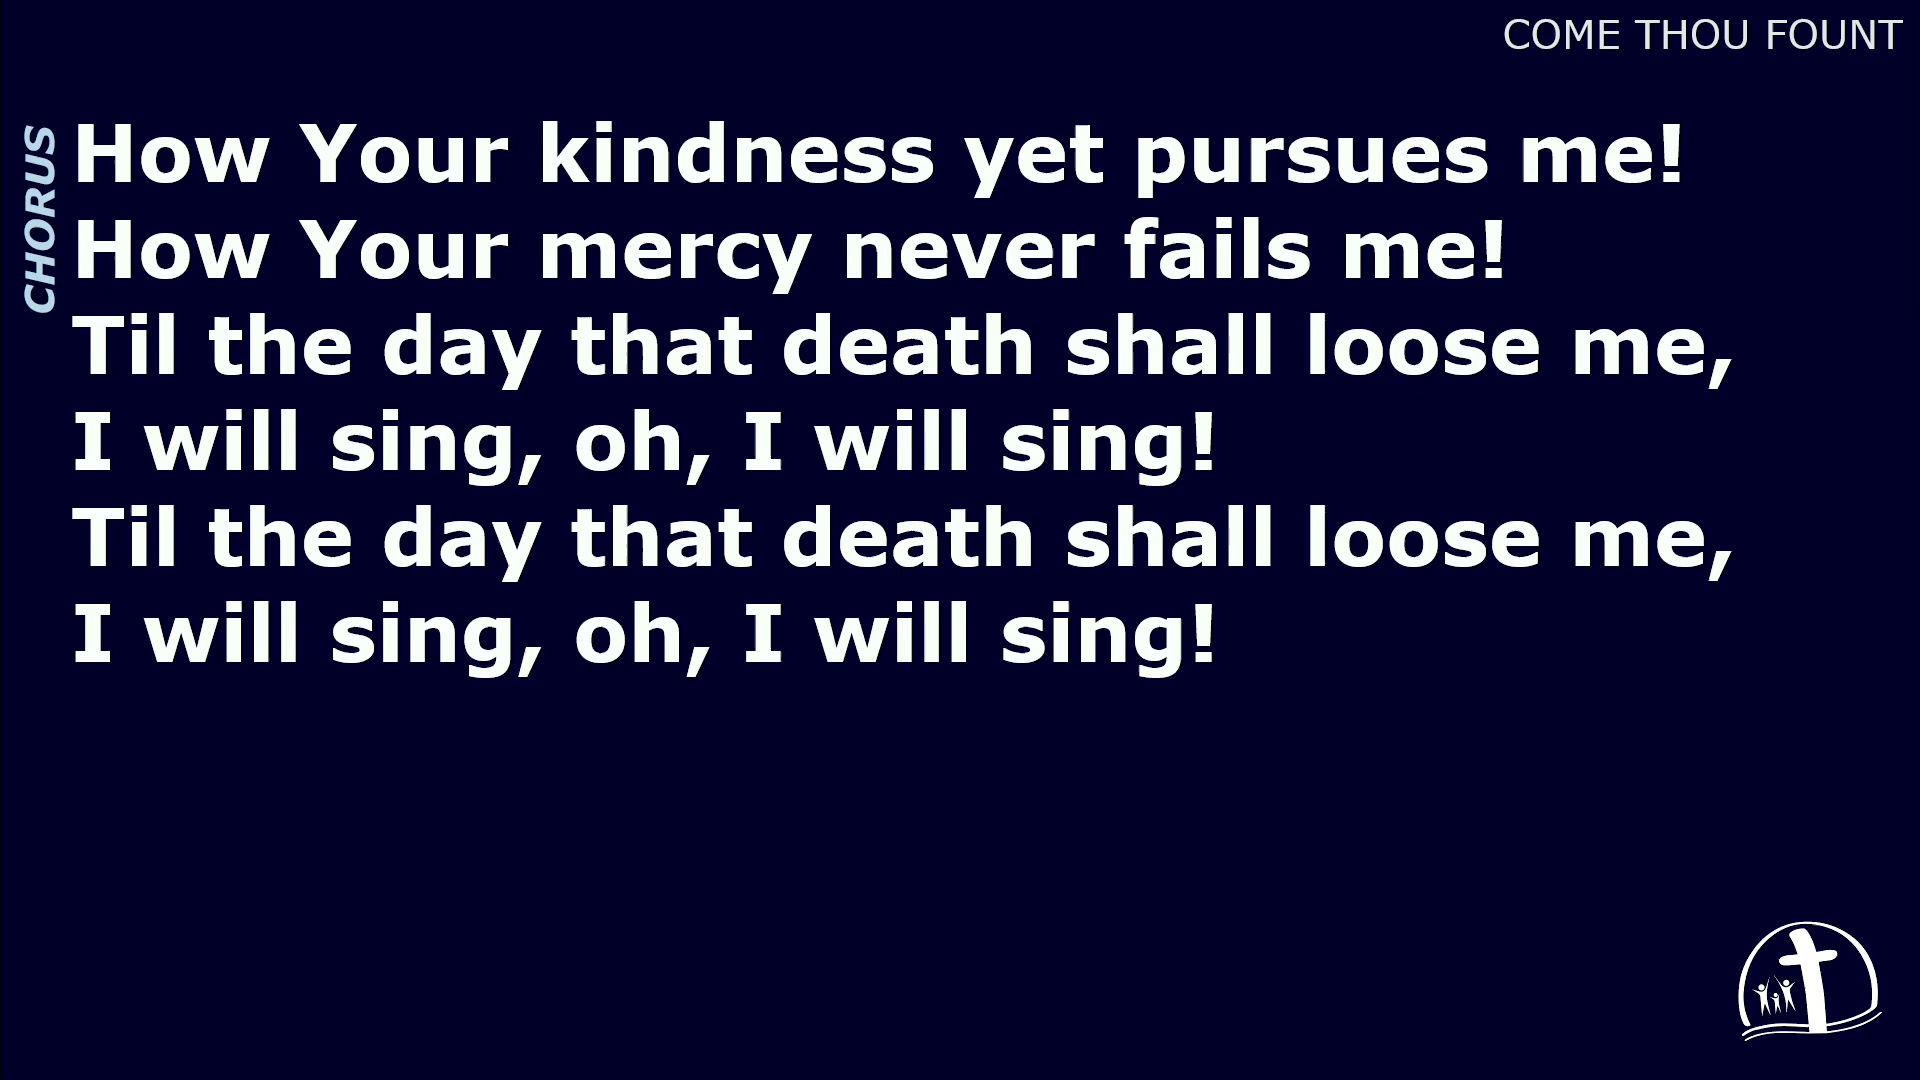 COME THOU FOUNT
CHORUS
How Your kindness yet pursues me!
How Your mercy never fails me!
Til the day that death shall loose me,
I will sing, oh, I will sing!
Til the day that death shall loose me,
I will sing, oh, I will sing!